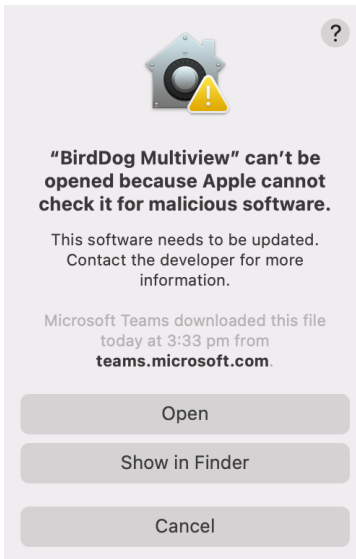 ?
“BirdDog Multiview” can’t be
opened because Apple cannot
check it for malicious software.
This software needs to be updated.
Contact the developer for more
information.
Microsoft Teams downloaded this file
today at 3:33 pm from
teams.microsoft.com.
Open
Show in Finder
Cancel